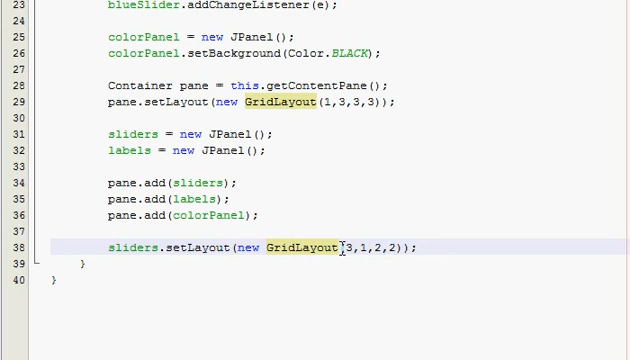 23 blueSlider.addChangeListener(e);
24
25 colorPanel = new JPanel();
26 colorPanel.setBackground(Color.BLACK);
27
28 Container pane = this.getContentPane();
29 pane.setLayout(new GridLayout(1,3,3,3));
30
31 sliders = new JPanel();
32 labels = new JPanel();
33
34 pane.add(sliders);
35 pane.add(labels);
36 pane.add(colorPanel);
37
38 sliders.setLayout(new GridLayout(3,1,2,2));
39 }
40 }